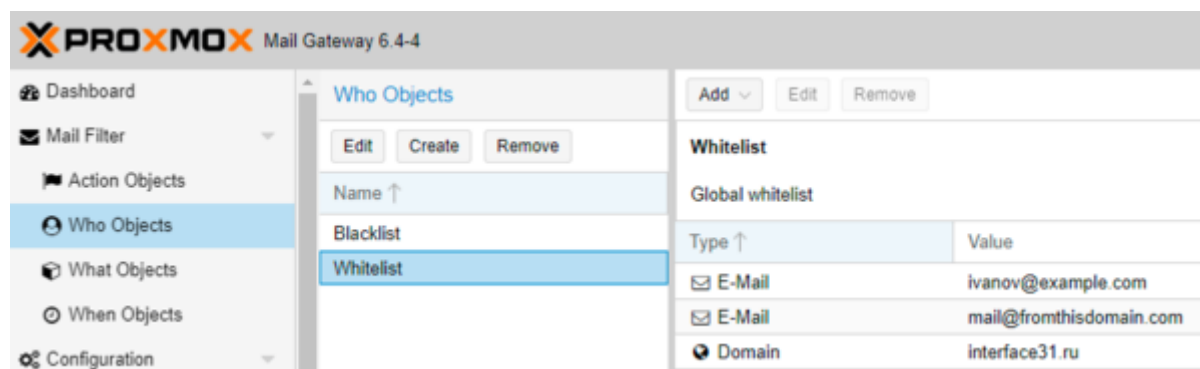 PROXMOX Mail Gateway 6.4-4
Dashboard
Mail Filter
Action Objects
Who Objects
What Objects
When Objects
Configuration
Who Objects
Edit Create Remove
Name ↑
Blacklist
Whitelist
Add Edit Remove
Whitelist
Global whitelist
Type ↑ Value
E-Mail ivanov@example.com
E-Mail mail@fromthisdomain.com
Domain interface31.ru